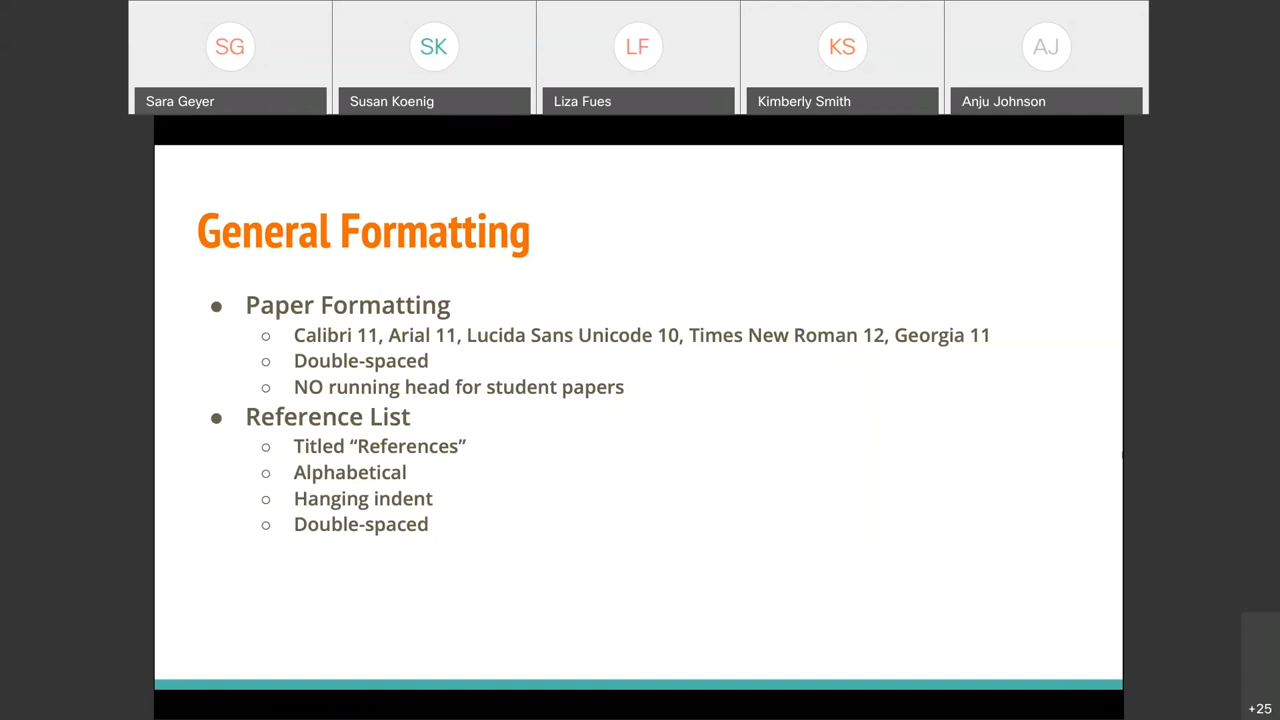 SG
SK
LF
KS
AJ
Sara Geyer
Susan Koenig
Liza Fues
Kimberly Smith
Anju Johnson
General Formatting
● Paper Formatting
○ Calibri 11, Arial 11, Lucida Sans Unicode 10, Times New Roman 12, Georgia 11
○ Double-spaced
○ NO running head for student papers
● Reference List
○ Titled “References”
○ Alphabetical
○ Hanging indent
○ Double-spaced
+25